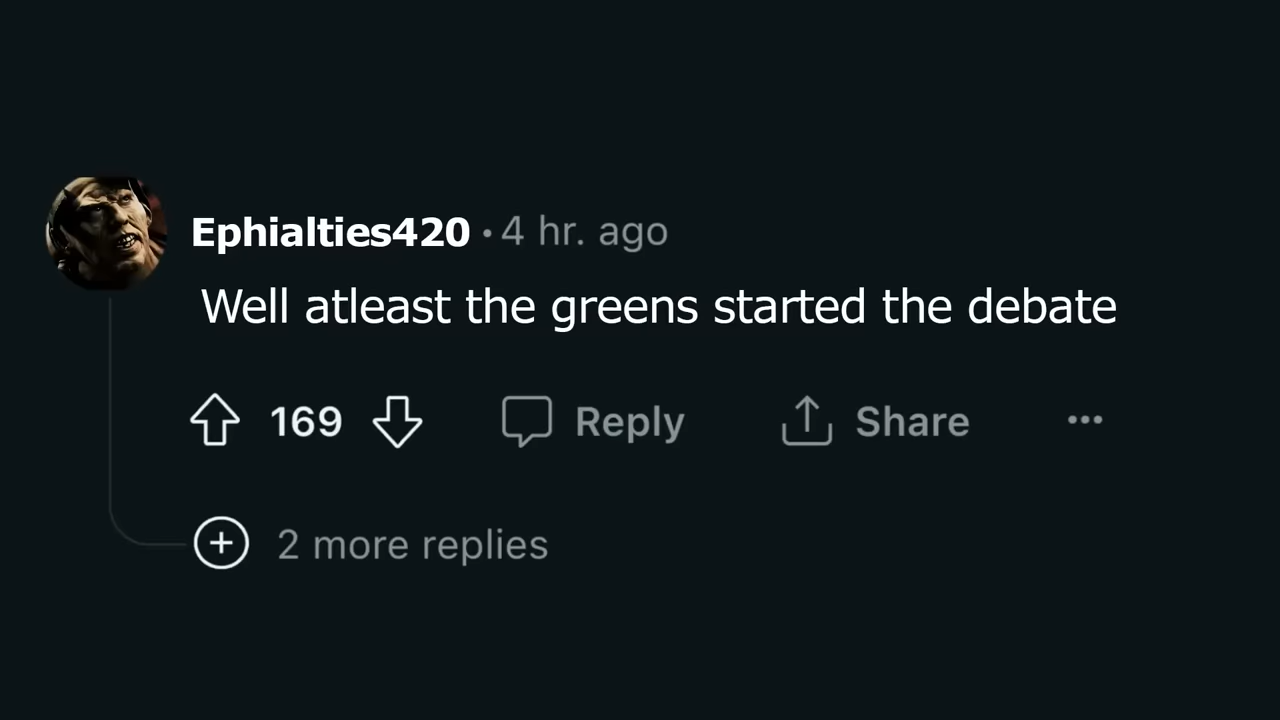 Ephialties420 • 4 hr. ago
Well atleast the greens started the debate
169 Reply Share ...
2 more replies